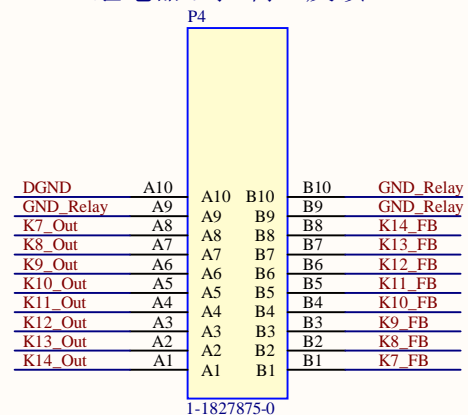 P4
DGND A10 A10 B10 B10 GND_Relay
GND_Relay A9 A9 B9 B9 GND_Relay
K7_Out A8 A8 B8 B8 K14_FB
K8_Out A7 A7 B7 B7 K13_FB
K9_Out A6 A6 B6 B6 K12_FB
K10_Out A5 A5 B5 B5 K11_FB
K11_Out A4 A4 B4 B4 K10_FB
K12_Out A3 A3 B3 B3 K9_FB
K13_Out A2 A2 B2 B2 K8_FB
K14_Out A1 A1 B1 B1 K7_FB
1-1827875-0